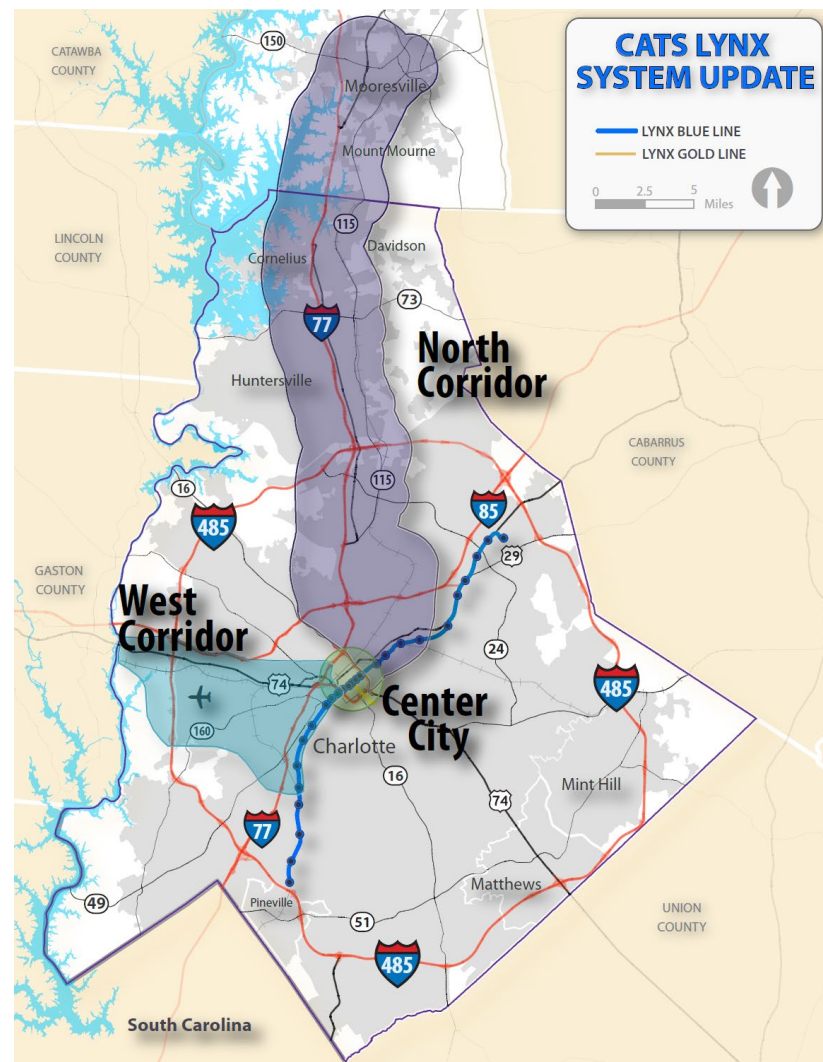 CATS LYNX
SYSTEM UPDATE
LYNX BLUE LINE
LYNX GOLD LINE
0 2.5 5
Miles
CATAWBA
COUNTY
150
Mooresville
Mount Mourne
LINCOLN
COUNTY
115
Davidson
Cornelius
73
77
North
Corridor
Huntersville
CABARRUS
COUNTY
115
16
485
85
29
GASTON
COUNTY
West
Corridor
24
74
485
Center
City
160
Charlotte
16
Mint Hill
74
77
Matthews
49
Pineville
51
UNION
COUNTY
485
South Carolina